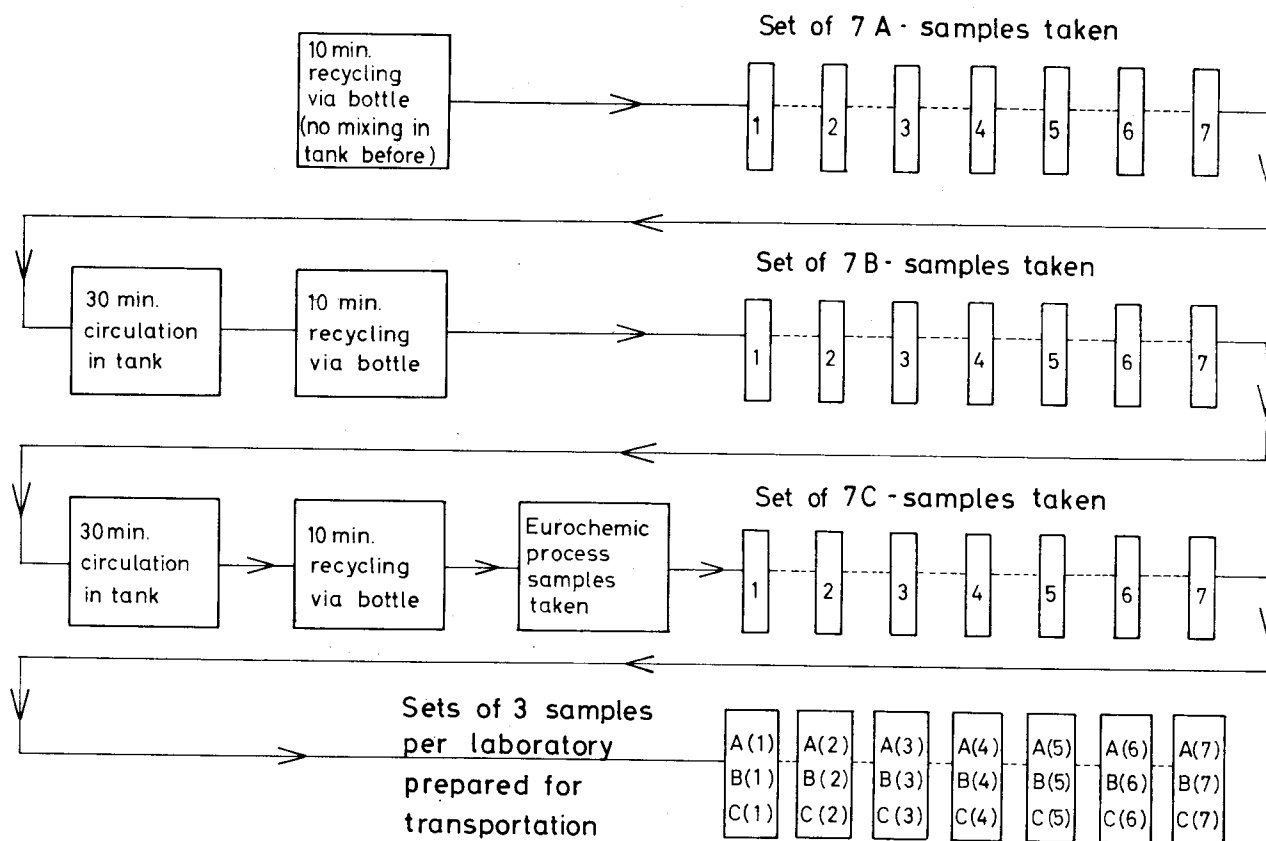 Set of 7 A - samples taken
10 min.
recycling
via bottle
(no mixing in
tank before)
1 2 3 4 5 6 7
Set of 7 B - samples taken
30 min.
circulation
in tank
10 min.
recycling
via bottle
1 2 3 4 5 6 7
Set of 7 C - samples taken
30 min.
circulation
in tank
10 min.
recycling
via bottle
Eurochemic
process
samples
taken
1 2 3 4 5 6 7
Sets of 3 samples
per laboratory
prepared for
transportation
A(1) A(2) A(3) A(4) A(5) A(6) A(7)
B(1) B(2) B(3) B(4) B(5) B(6) B(7)
C(1) C(2) C(3) C(4) C(5) C(6) C(7)